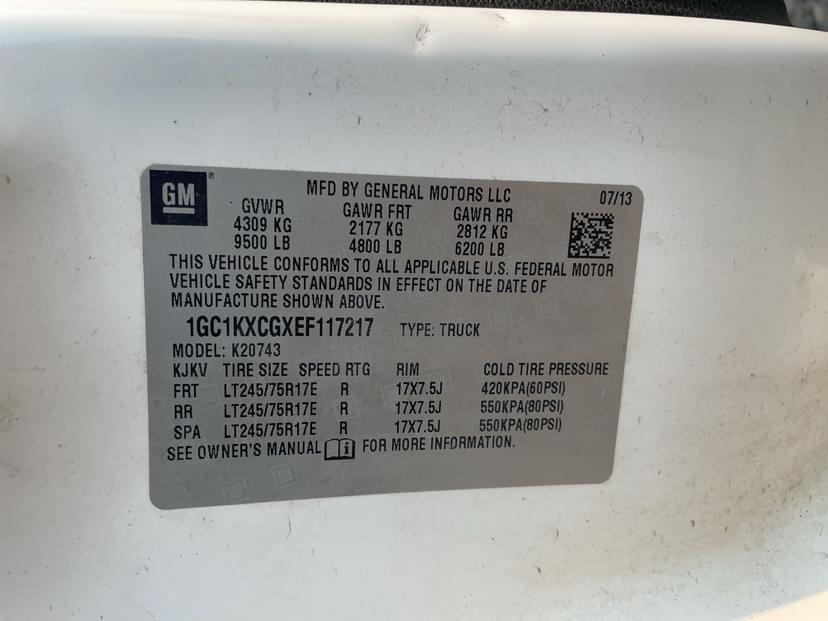 GM
MFD BY GENERAL MOTORS LLC 07/13
GVWR GAWR FRT GAWR RR
4309 KG 2177 KG 2812 KG
9500 LB 4800 LB 6200 LB
THIS VEHICLE CONFORMS TO ALL APPLICABLE U.S. FEDERAL MOTOR
VEHICLE SAFETY STANDARDS IN EFFECT ON THE DATE OF
MANUFACTURE SHOWN ABOVE.
1GC1KXCGXEF117217 TYPE: TRUCK
MODEL: K20743
KJKV TIRE SIZE SPEED RTG RIM COLD TIRE PRESSURE
FRT LT245/75R17E R 17X7.5J 420KPA(60PSI)
RR LT245/75R17E R 17X7.5J 550KPA(80PSI)
SPA LT245/75R17E R 17X7.5J 550KPA(80PSI)
SEE OWNER'S MANUAL i FOR MORE INFORMATION.